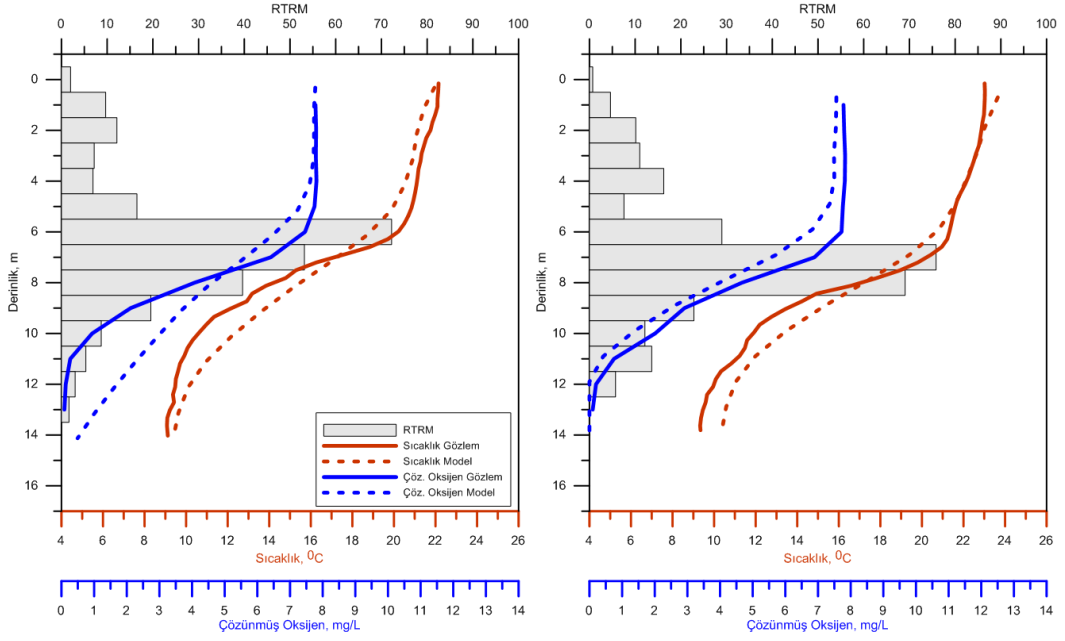 RTRM
0 10 20 30 40 50 60 70 80 90 100
Derinlik, m
0
2
4
6
8
10
12
14
16
RTRM
Sıcaklık Gözlem
Sıcaklık Model
Çöz. Oksijen Gözlem
Çöz. Oksijen Model
4 6 8 10 12 14 16 18 20 22 24 26
Sıcaklık, ⁰C
0 1 2 3 4 5 6 7 8 9 10 11 12 13 14
Çözünmüş Oksijen, mg/L
RTRM
0 10 20 30 40 50 60 70 80 90 100
Derinlik, m
0
2
4
6
8
10
12
14
16
4 6 8 10 12 14 16 18 20 22 24 26
Sıcaklık, ⁰C
0 1 2 3 4 5 6 7 8 9 10 11 12 13 14
Çözünmüş Oksijen, mg/L